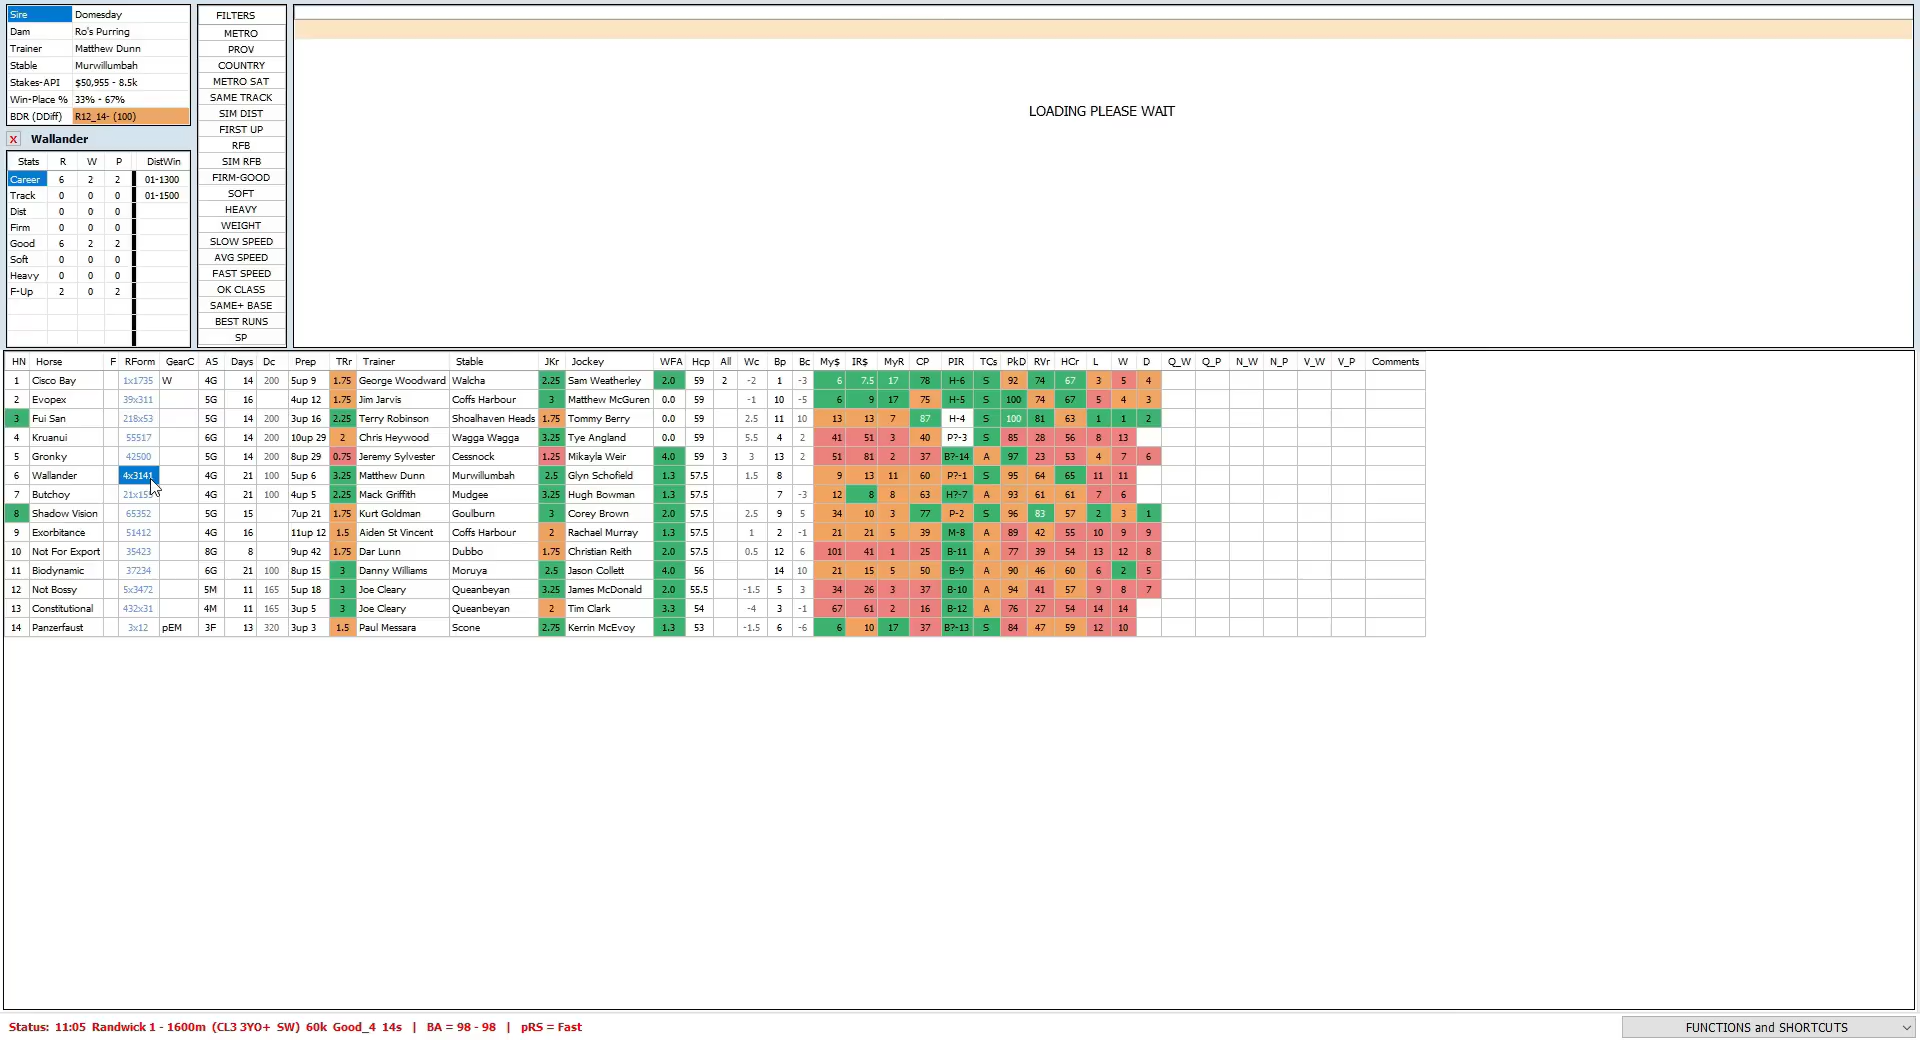 Sire Domesday
Dam Ro's Purring
Trainer Matthew Dunn
Stable Murwillumbah
Stakes-API $50,955 - 8.5k
Win-Place % 33% - 67%
BDR (DDiff) R12_14- (100)
X Wallander
Stats R W P DistWin
Career 6 2 2 01-1300
Track 0 0 0 01-1500
Dist 0 0 0
Firm 0 0 0
Good 6 2 2
Soft 0 0 0
Heavy 0 0 0
F-Up 2 0 2
FILTERS
METRO
PROV
COUNTRY
METRO SAT
SAME TRACK
SIM DIST
FIRST UP
RFB
SIM RFB
FIRM-GOOD
SOFT
HEAVY
WEIGHT
SLOW SPEED
AVG SPEED
FAST SPEED
OK CLASS
SAME+ BASE
BEST RUNS
SP
LOADING PLEASE WAIT
HN Horse F RForm GearC AS Days Dc Prep TRr Trainer Stable JKr Jockey WFA Hcp All Wc Bp Bc My$ IR$ MyR CP PIR TCs PkD RVr HCr L W D Q_W Q_P N_W N_P V_W V_P Comments
1 Cisco Bay 1x1735 W 4G 14 200 5up 9 1.75 George Woodward Walcha 2.25 Sam Weatherley 2.0 59 2 -2 1 -3 6 7.5 17 78 H-6 S 92 74 67 3 5 4
2 Evopex 39x311 5G 16 4up 12 1.75 Jim Jarvis Coffs Harbour 3 Matthew McGuren 0.0 59 -1 10 -5 6 9 17 75 H-5 S 100 74 67 5 4 3
3 Fui San 218x53 5G 14 200 3up 16 2.25 Terry Robinson Shoalhaven Heads 1.75 Tommy Berry 0.0 59 2.5 11 10 13 13 7 87 H-4 S 100 81 63 1 1 2
4 Kruanui 55517 6G 14 200 10up 29 2 Chris Heywood Wagga Wagga 3.25 Tye Angland 0.0 59 5.5 4 2 41 51 3 40 P?-3 S 85 28 56 8 13
5 Gronky 42500 5G 14 200 8up 29 0.75 Jeremy Sylvester Cessnock 1.25 Mikayla Weir 4.0 59 3 3 13 2 51 81 2 37 B?-14 A 97 23 53 4 7 6
6 Wallander 4x3141 4G 21 100 5up 6 3.25 Matthew Dunn Murwillumbah 2.5 Glyn Schofield 1.3 57.5 1.5 8 9 13 11 60 P?-1 S 95 64 65 11 11
7 Butchoy 4G 21 100 4up 5 2.25 Mack Griffith Mudgee 3.25 Hugh Bowman 1.3 57.5 7 -3 12 8 8 63 H?-7 A 93 61 61 7 6
8 Shadow Vision 65352 5G 15 7up 21 1.75 Kurt Goldman Goulburn 3 Corey Brown 2.0 57.5 2.5 9 5 34 10 3 77 P-2 S 96 83 57 2 3 1
9 Exorbitance 51412 4G 16 11up 12 1.5 Aiden St Vincent Coffs Harbour 2 Rachael Murray 1.3 57.5 1 2 -1 21 21 5 39 M-8 A 89 42 55 10 9 9
10 Not For Export 35423 8G 8 9up 42 1.75 Dar Lunn Dubbo 1.75 Christian Reith 2.0 57.5 0.5 12 6 101 41 1 25 B-11 A 77 39 54 13 12 8
11 Biodynamic 37234 6G 21 100 8up 15 3 Danny Williams Moruya 2.5 Jason Collett 4.0 56 14 10 21 15 5 50 B-9 A 90 46 60 6 2 5
12 Not Bossy 5x3472 5M 11 165 5up 18 3 Joe Cleary Queanbeyan 3.25 James McDonald 2.0 55.5 -1.5 5 3 34 26 3 37 B-10 A 94 41 57 9 8 7
13 Constitutional 432x31 4M 11 165 3up 5 3 Joe Cleary Queanbeyan 2 Tim Clark 3.3 54 -4 3 -1 67 61 2 16 B-12 A 76 27 54 14 14
14 Panzerfaust 3x12 pEM 3F 13 320 3up 3 1.5 Paul Messara Scone 2.75 Kerrin McEvoy 1.3 53 -1.5 6 -6 6 10 17 37 B?-13 S 84 47 59 12 10
Status: 11:05 Randwick 1 - 1600m (CL3 3YO+ SW) 60k Good_4 14s | BA = 98 - 98 | pRS = Fast
FUNCTIONS and SHORTCUTS